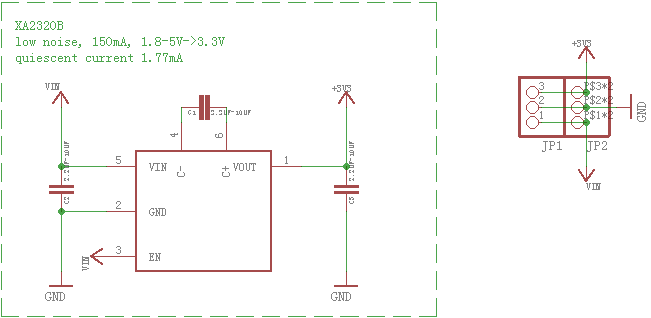 XA2320B
low noise, 150mA, 1.8-5V->3.3V
quiescent current 1.77mA
VIN
C1
2.2UF-10UF
+3V3
4
6
5
VIN
C-
C+
VOUT
1
C2
2.2UF-10UF
2
GND
C3
2.2UF-10UF
3
EN
VIN
GND
GND
+3V3
3
P$3*2
2
P$2*2
1
P$1*2
GND
JP1
JP2
VIN